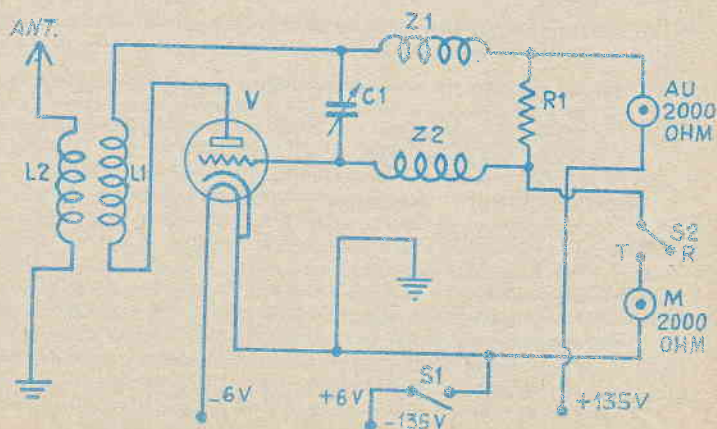 ANT.
L2
L1
V
C1
Z1
Z2
R1
AU
2000
OHM
S2
T
R
M
2000
OHM
-6V
+6V
S1
-135V
+135V